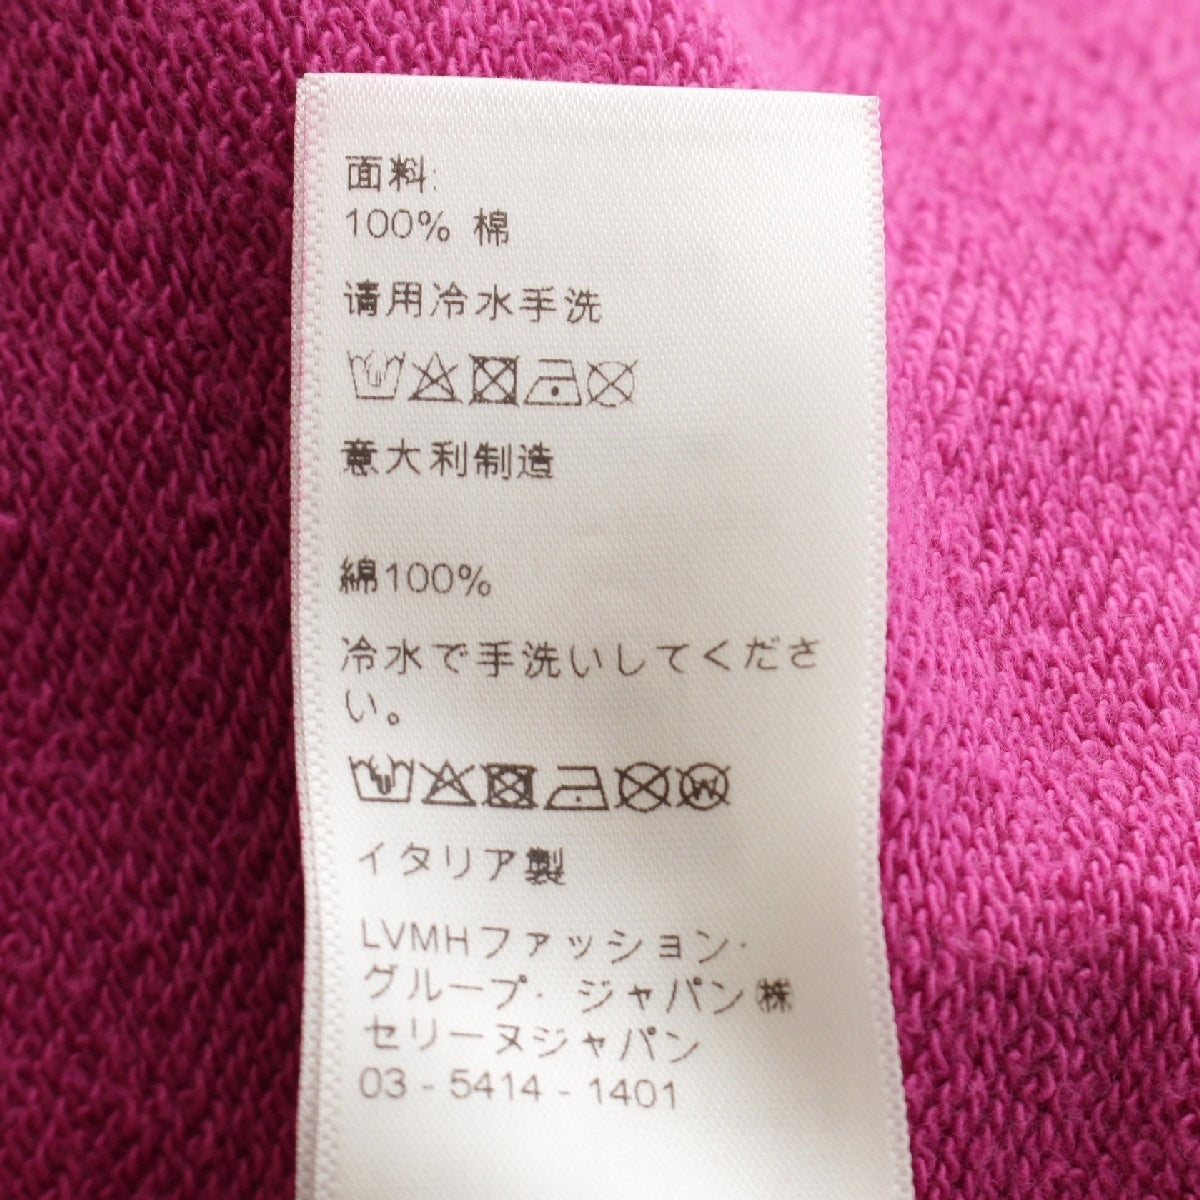 面料:
100% 棉
请用冷水手洗
意大利制造
綿100%
冷水で手洗いしてくださ
い。
W
イタリア製
LVMHファッション·
グループ· ジャパン㈱
セリーヌジャパン
03 - 5414 - 1401